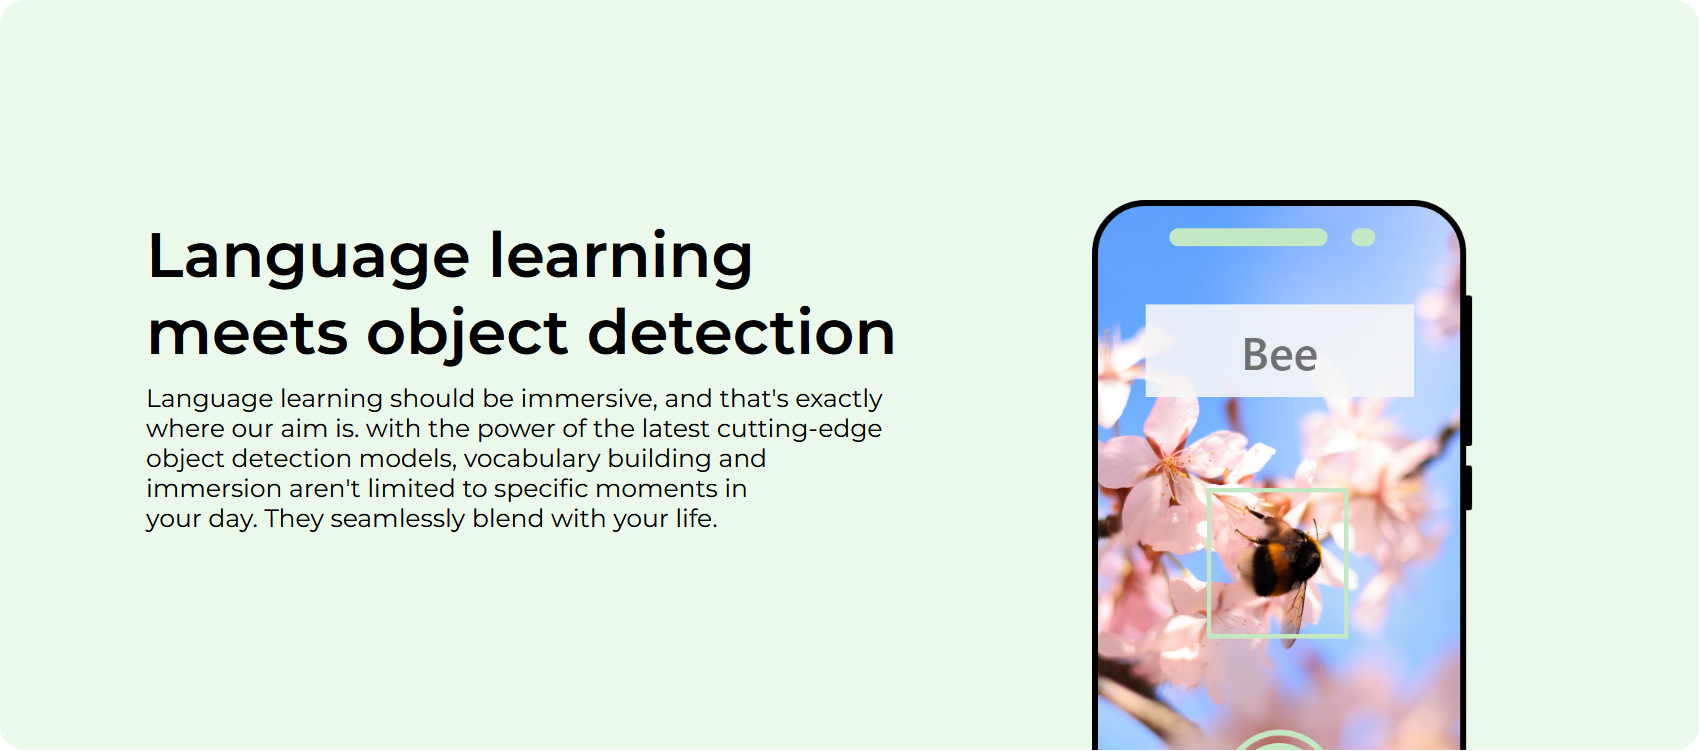 Language learning
meets object detection
Language learning should be immersive, and that's exactly
where our aim is. with the power of the latest cutting-edge
object detection models, vocabulary building and
immersion aren't limited to specific moments in
your day. They seamlessly blend with your life.
Bee